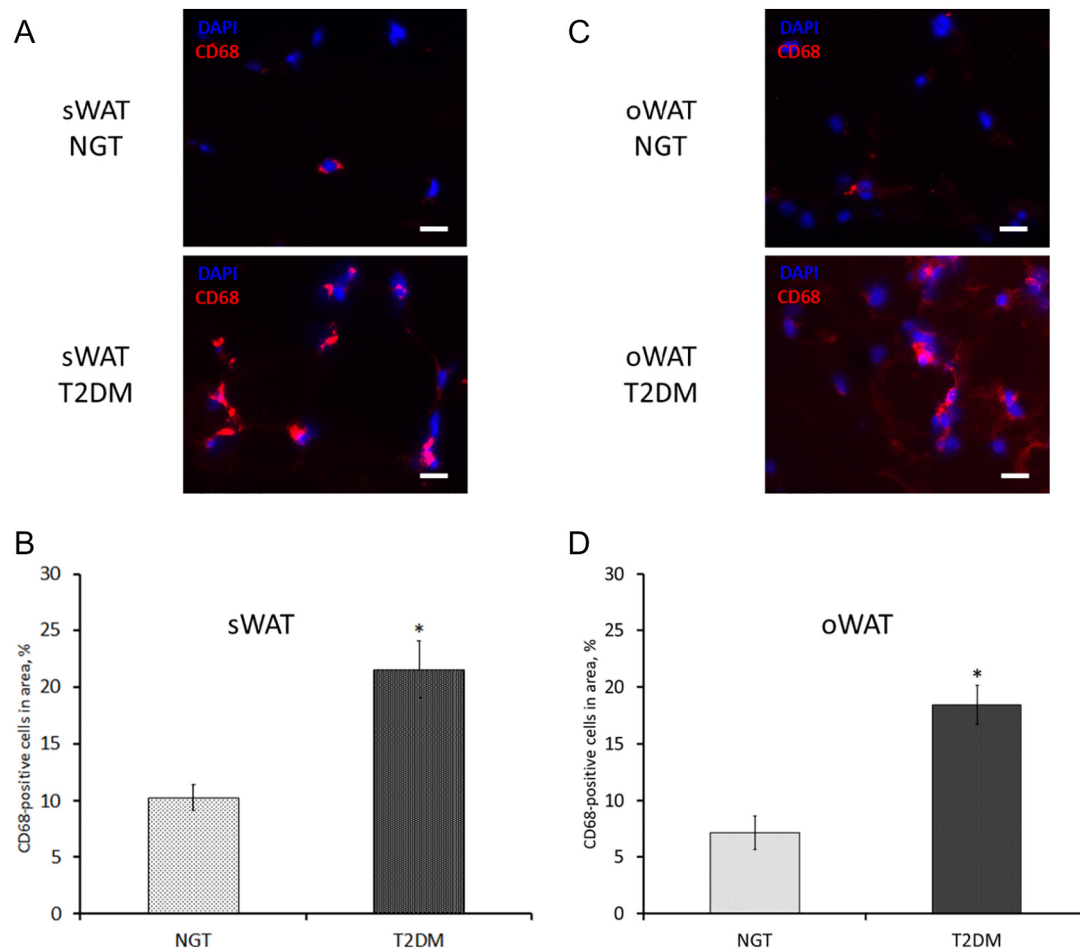 A
DAPI
CD68
sWAT
NGT
DAPI
CD68
sWAT
T2DM
C
DAPI
CD68
oWAT
NGT
DAPI
CD68
oWAT
T2DM
B
CD68-positive cells in area, %
30
25
20
15
10
5
0
sWAT
*
NGT
T2DM
D
CD68-positive cells in area, %
30
25
20
15
10
5
0
oWAT
*
NGT
T2DM